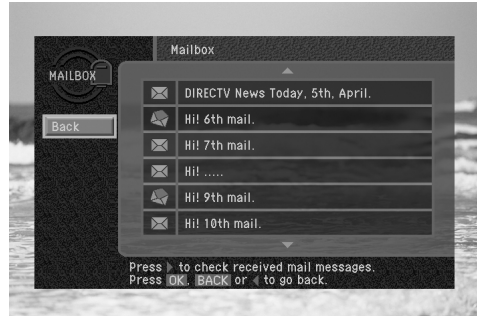 Mailbox
MAILBOX
DIRECTV News Today, 5th, April.
Back
Hi! 6th mail.
Hi! 7th mail.
Hi! .....
Hi! 9th mail.
Hi! 10th mail.
Press to check received mail messages.
Press OK, BACK or to go back.